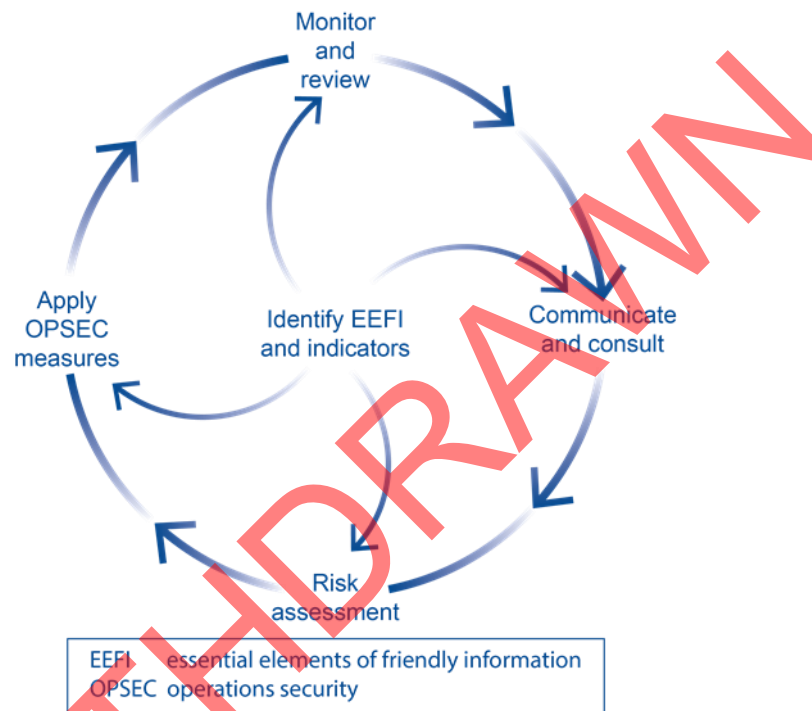 Monitor
and
review
Communicate
and consult
Risk
assessment
Apply
OPSEC
measures
Identify EEFI
and indicators
EEFI essential elements of friendly information
OPSEC operations security
THDRAWN